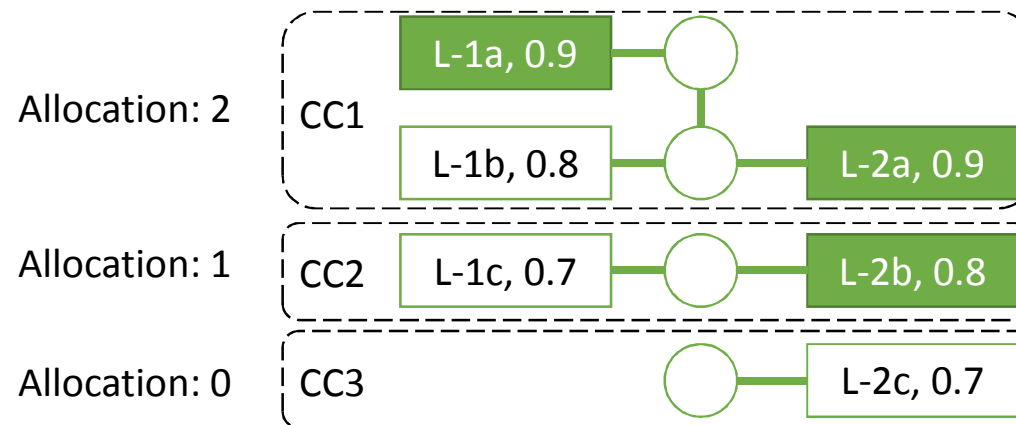 L-1a, 0.9
Allocation: 2
CC1
L-1b, 0.8
L-2a, 0.9
Allocation: 1
CC2
L-1c, 0.7
L-2b, 0.8
Allocation: 0
CC3
L-2c, 0.7